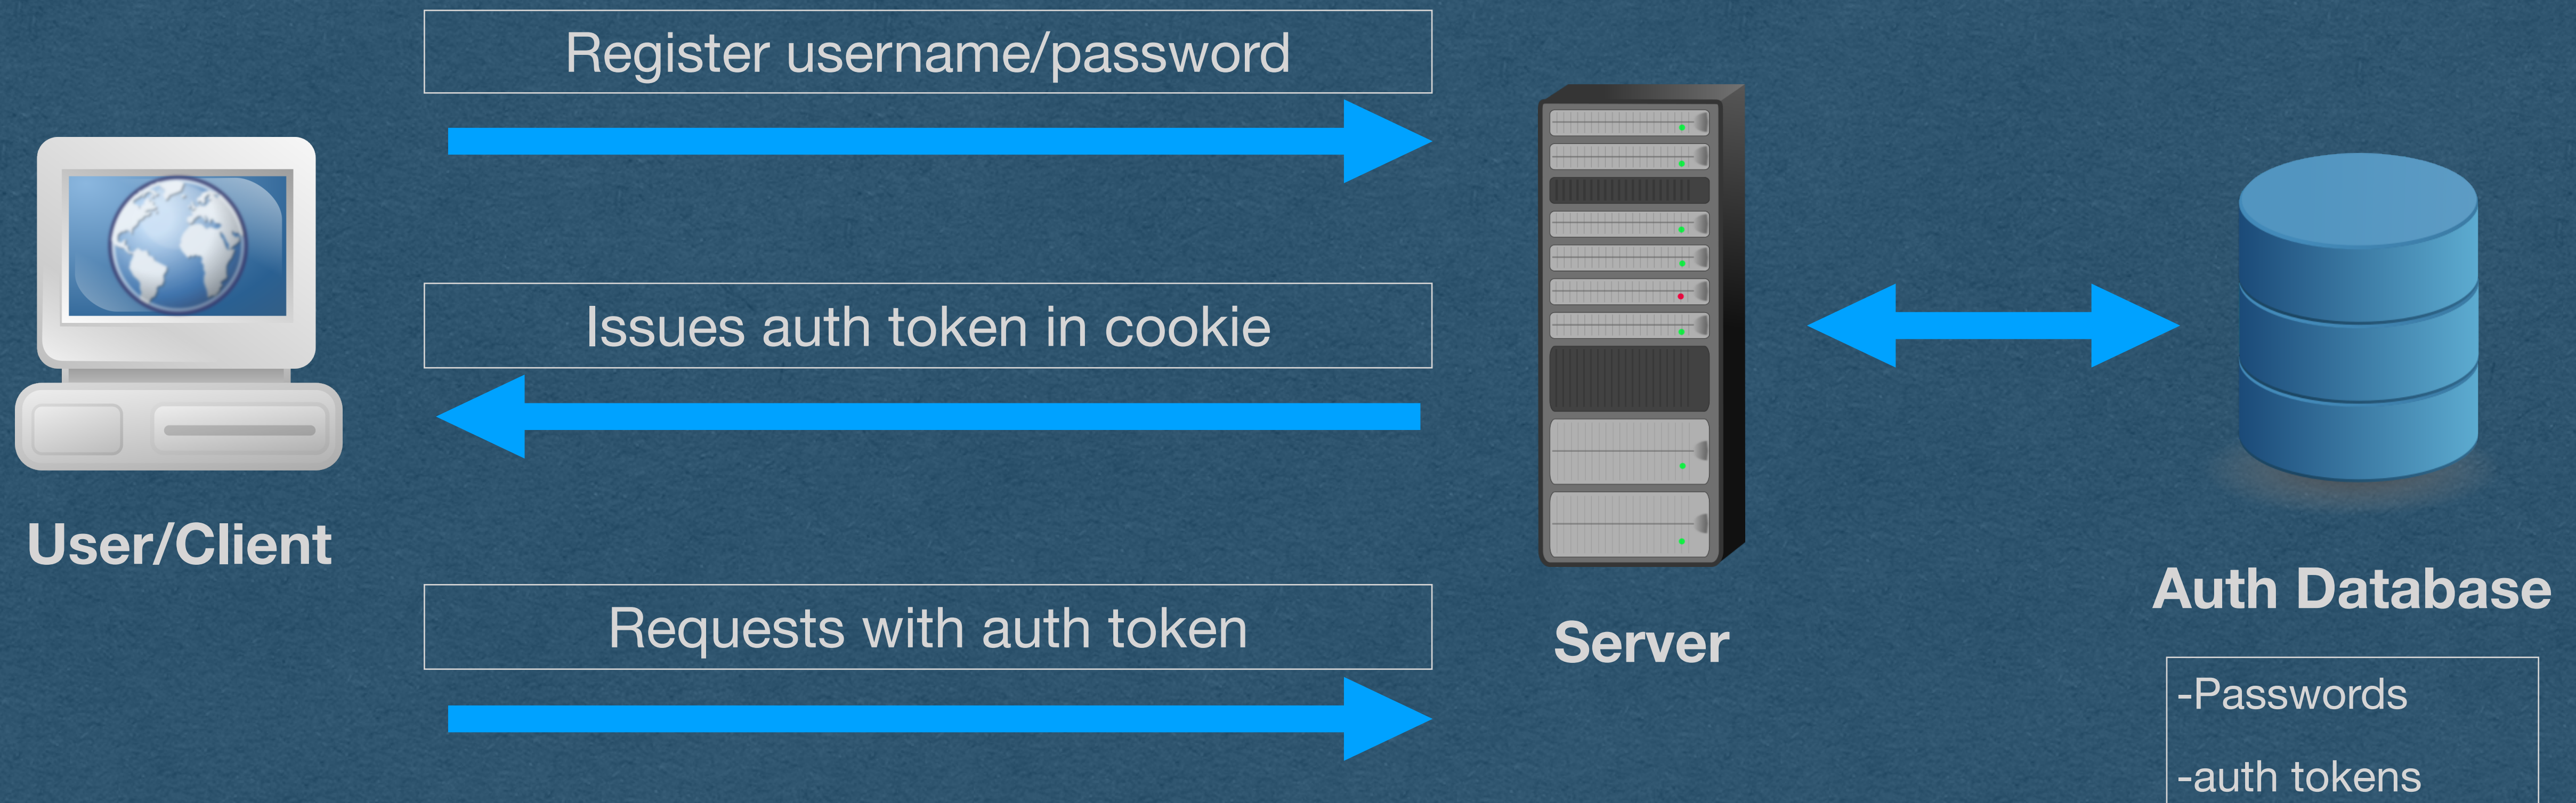 Register username/password
Issues auth token in cookie
User/Client
Requests with auth token
Server
Auth Database
-Passwords
-auth tokens